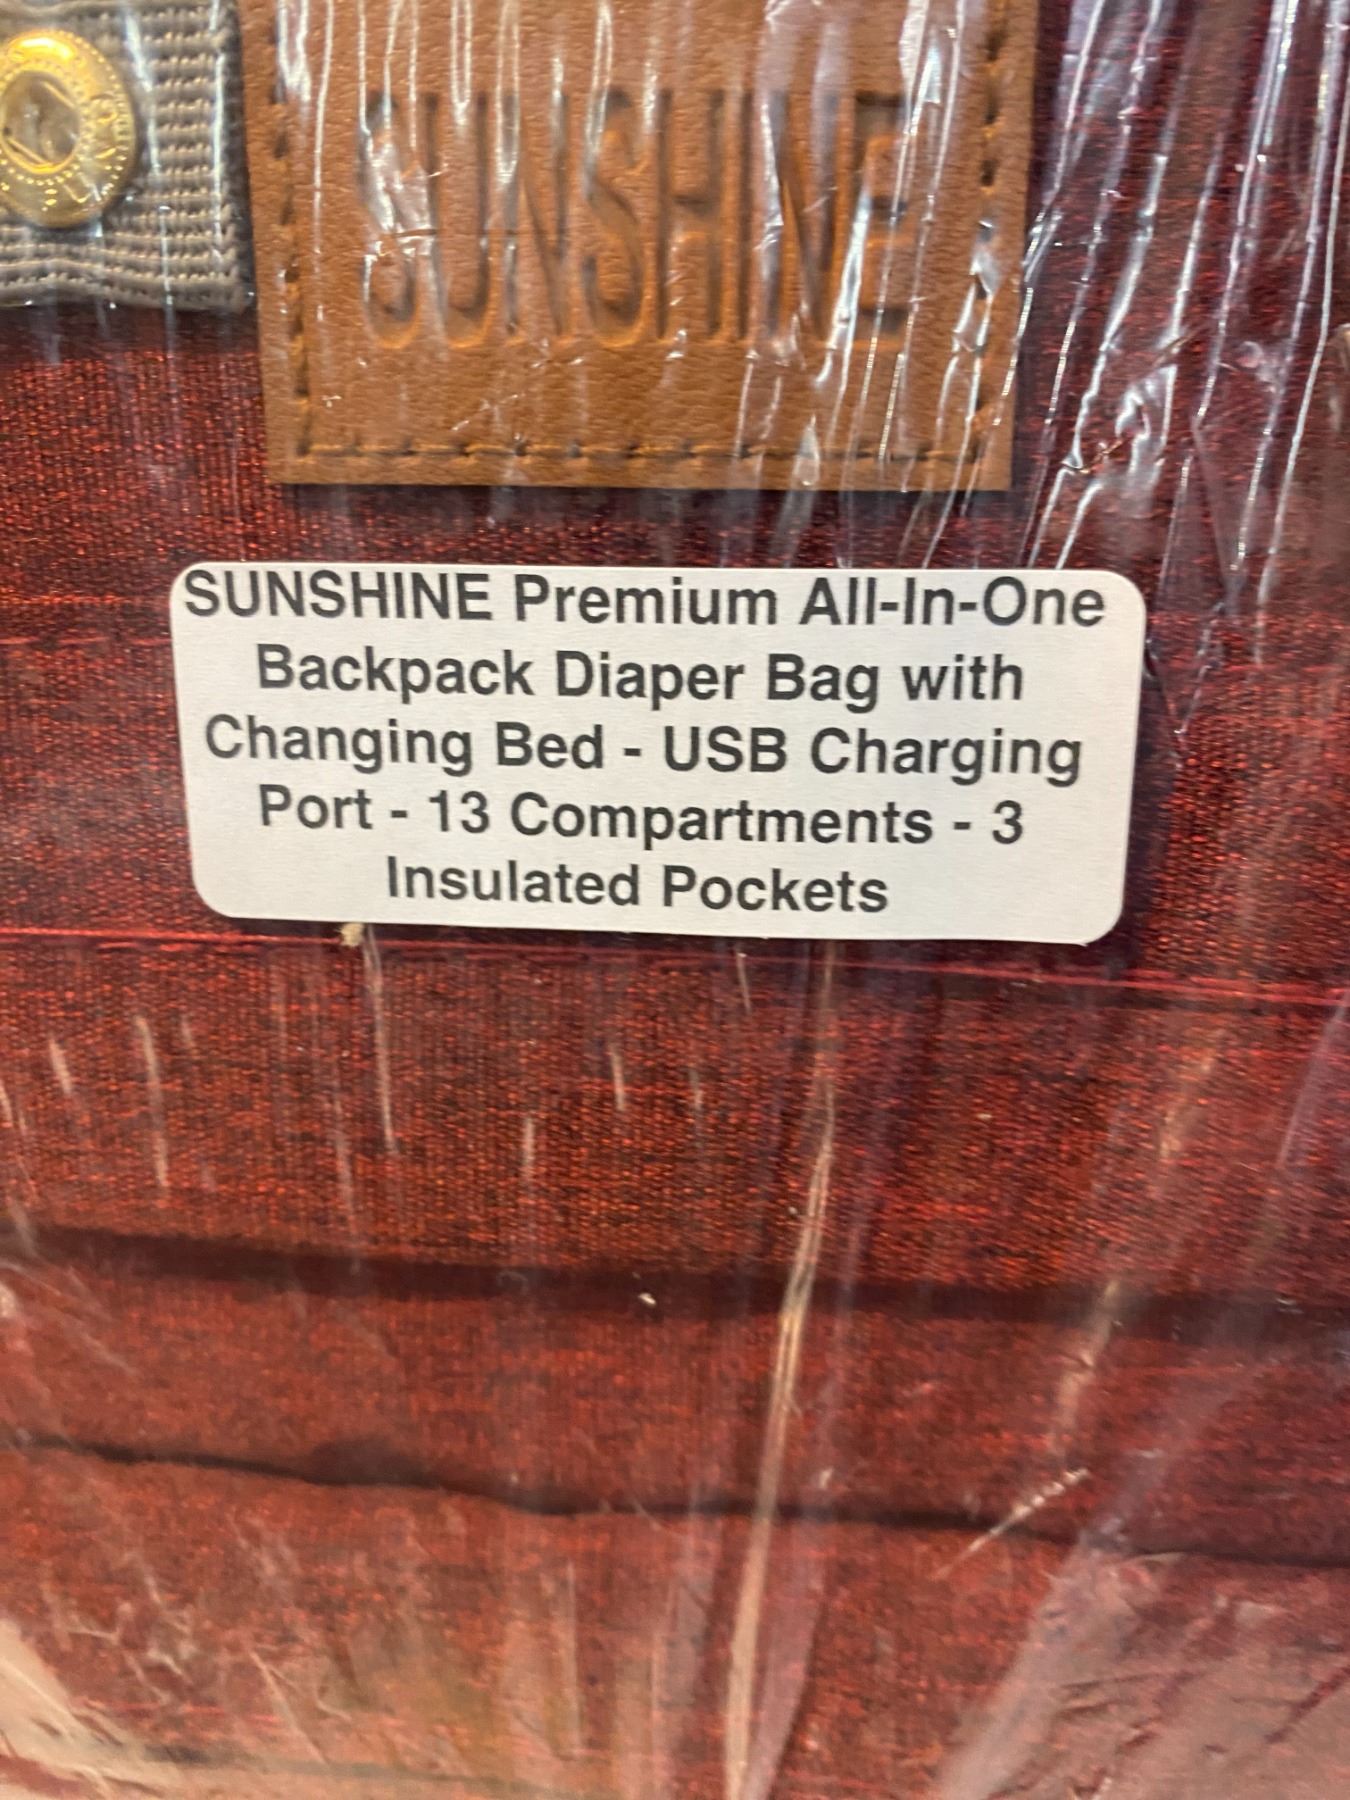 SUNSHINE
SUNSHINE Premium All-In-One
Backpack Diaper Bag with
Changing Bed - USB Charging
Port - 13 Compartments - 3
Insulated Pockets